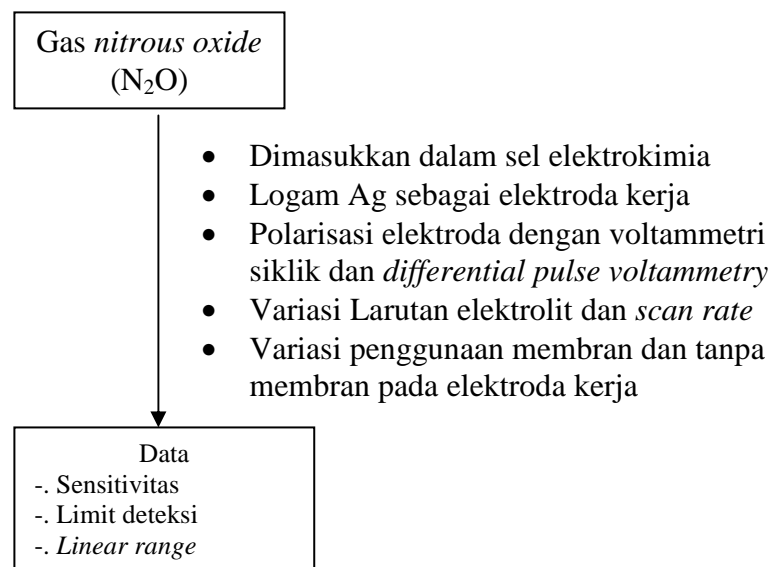 Gas nitrous oxide
(N₂O)
• Dimasukkan dalam sel elektrokimia
• Logam Ag sebagai elektroda kerja
• Polarisasi elektroda dengan voltammetri
siklik dan differential pulse voltammetry
• Variasi Larutan elektrolit dan scan rate
• Variasi penggunaan membran dan tanpa
membran pada elektroda kerja
Data
-. Sensitivitas
-. Limit deteksi
-. Linear range